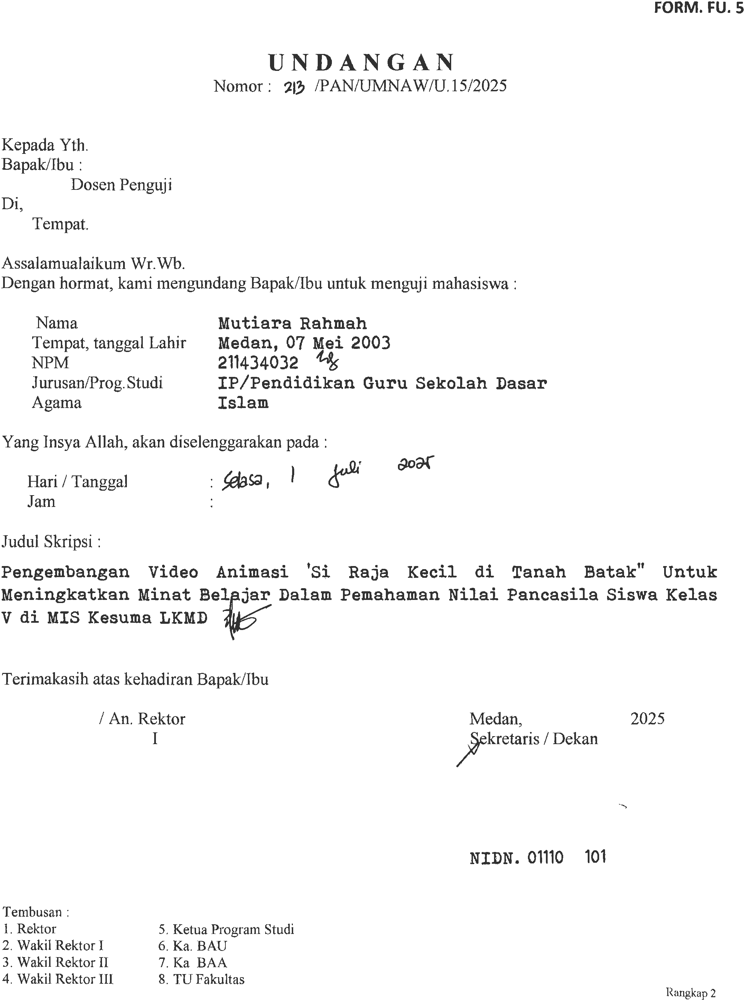 FORM. FU. 5
UNDANGAN
Nomor : 213 /PAN/UMNAW/U.15/2025
Kepada Yth.
Bapak/Ibu :
Dosen Penguji
Di,
Tempat.
Assalamualaikum Wr.Wb.
Dengan hormat, kami mengundang Bapak/Ibu untuk menguji mahasiswa :
Nama Mutiara Rahmah
Tempat, tanggal Lahir Medan, 07 Mei 2003
NPM 211434032
Jurusan/Prog.Studi IP/Pendidikan Guru Sekolah Dasar
Agama Islam
Yang Insya Allah, akan diselenggarakan pada :
Hari / Tanggal : Selasa, 1 Juli 2025
Jam :
Judul Skripsi :
Pengembangan Video Animasi 'Si Raja Kecil di Tanah Batak" Untuk
Meningkatkan Minat Belajar Dalam Pemahaman Nilai Pancasila Siswa Kelas
V di MIS Kesuma LKMD
Terimakasih atas kehadiran Bapak/Ibu
/ An. Rektor Medan, 2025
I Sekretaris / Dekan
NIDN. 01110 101
Tembusan :
1. Rektor 5. Ketua Program Studi
2. Wakil Rektor I 6. Ka. BAU
3. Wakil Rektor II 7. Ka BAA
4. Wakil Rektor III 8. TU Fakultas
Rangkap 2